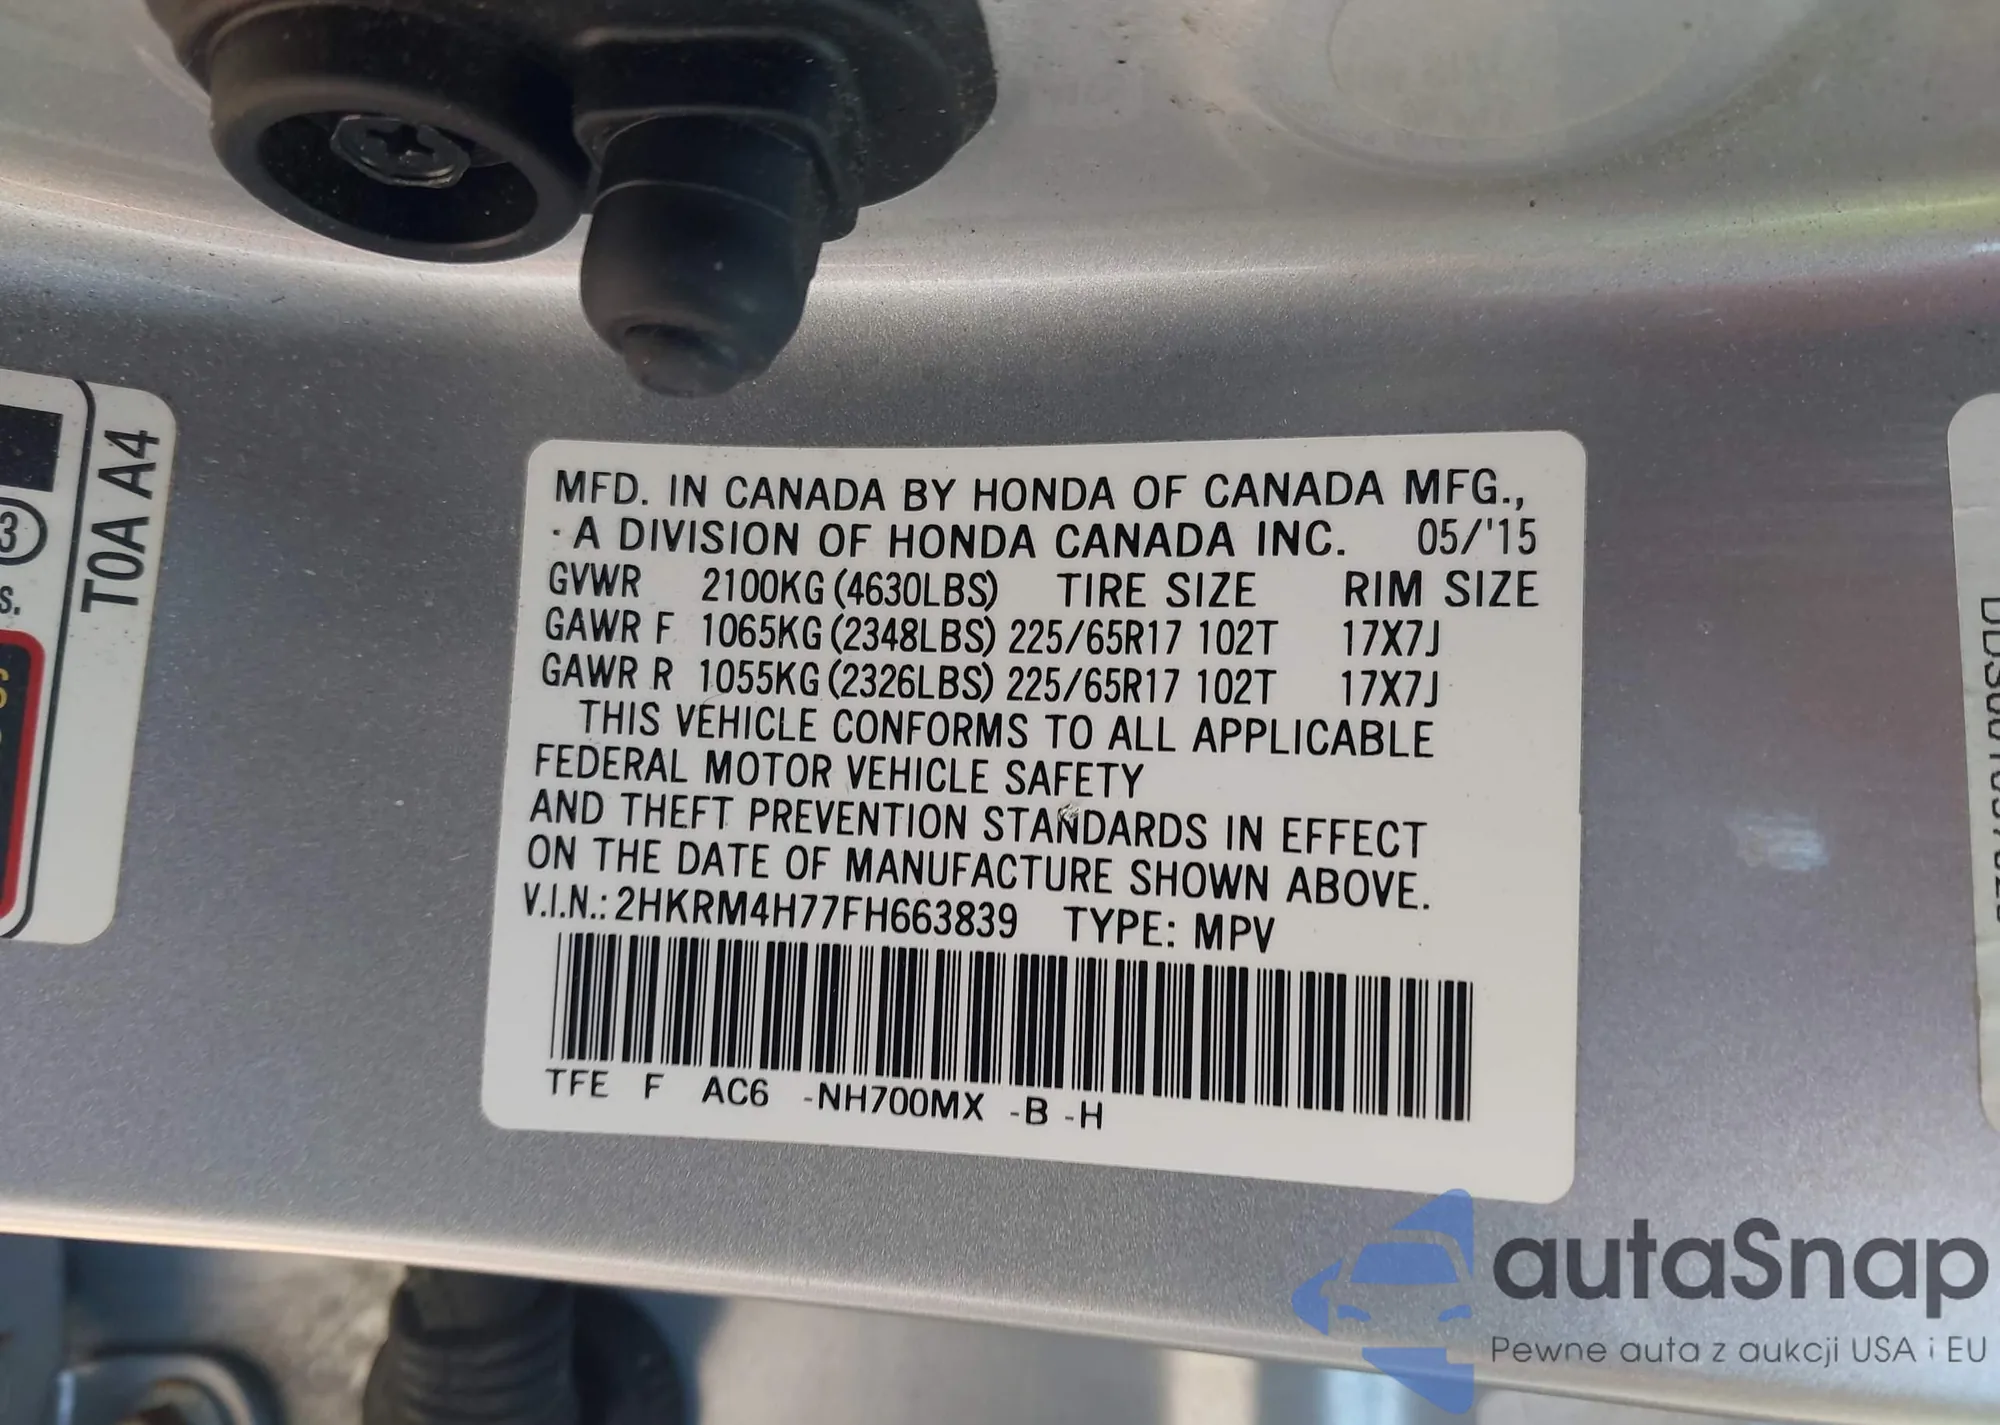 T0A A4
3
S.
MFD. IN CANADA BY HONDA OF CANADA MFG.,
A DIVISION OF HONDA CANADA INC. 05/'15
GVWR 2100KG (4630LBS) TIRE SIZE RIM SIZE
GAWR F 1065KG (2348LBS) 225/65R17 102T 17X7J
GAWR R 1055KG (2326LBS) 225/65R17 102T 17X7J
THIS VEHICLE CONFORMS TO ALL APPLICABLE
FEDERAL MOTOR VEHICLE SAFETY
AND THEFT PREVENTION STANDARDS IN EFFECT
ON THE DATE OF MANUFACTURE SHOWN ABOVE.
V.I.N.: 2HKRM4H77FH663839 TYPE: MPV
TFE F AC6 -NH700MX -B -H
autaSnap
Pewne auta z aukcji USA i EU